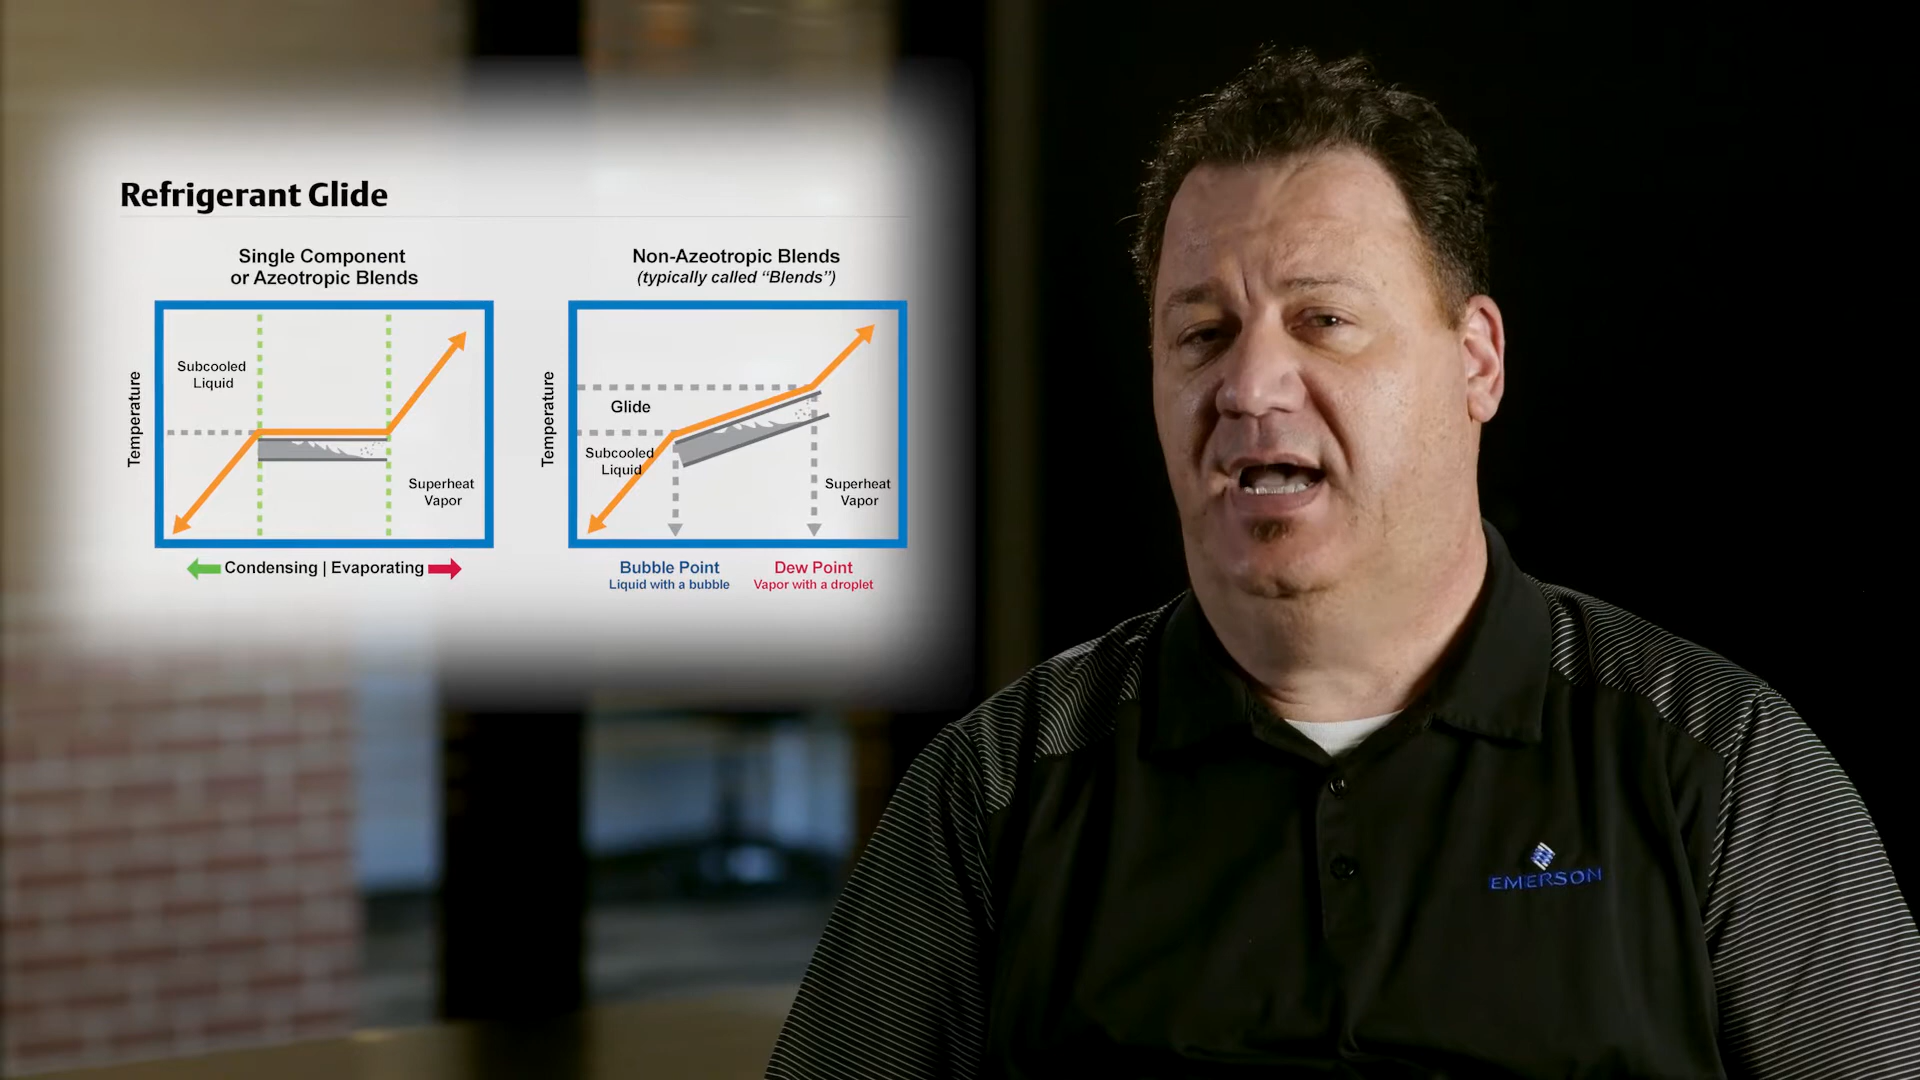 Refrigerant Glide
Single Component
or Azeotropic Blends
Temperature
Subcooled
Liquid
Superheat
Vapor
Condensing | Evaporating
Non-Azeotropic Blends
(typically called “Blends”)
Temperature
Glide
Subcooled
Liquid
Superheat
Vapor
Bubble Point
Liquid with a bubble
Dew Point
Vapor with a droplet
EMERSON